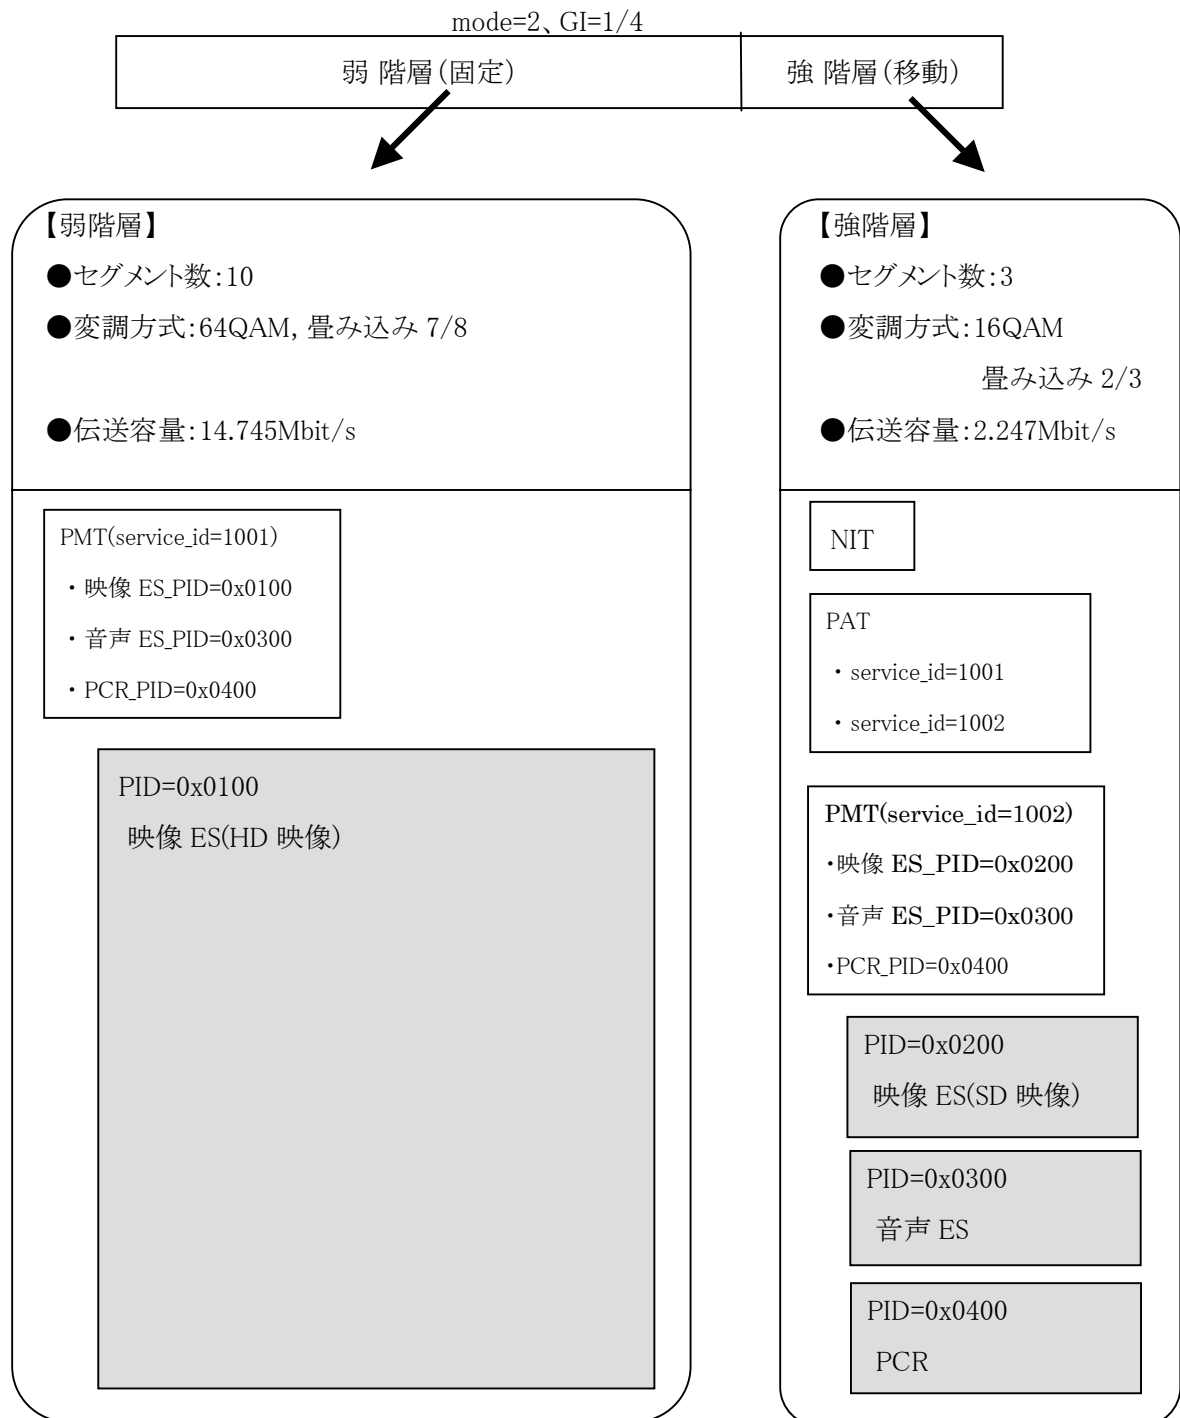 mode=2、GI=1/4
弱 階層(固定)
強 階層(移動)
【弱階層】
●セグメント数:10
●変調方式:64QAM, 畳み込み 7/8
●伝送容量:14.745Mbit/s
PMT(service_id=1001)
・映像 ES_PID=0x0100
・音声 ES_PID=0x0300
・PCR_PID=0x0400
PID=0x0100
映像 ES(HD 映像)
【強階層】
●セグメント数:3
●変調方式:16QAM
畳み込み 2/3
●伝送容量:2.247Mbit/s
NIT
PAT
・service_id=1001
・service_id=1002
PMT(service_id=1002)
・映像 ES_PID=0x0200
・音声 ES_PID=0x0300
・PCR_PID=0x0400
PID=0x0200
映像 ES(SD 映像)
PID=0x0300
音声 ES
PID=0x0400
PCR